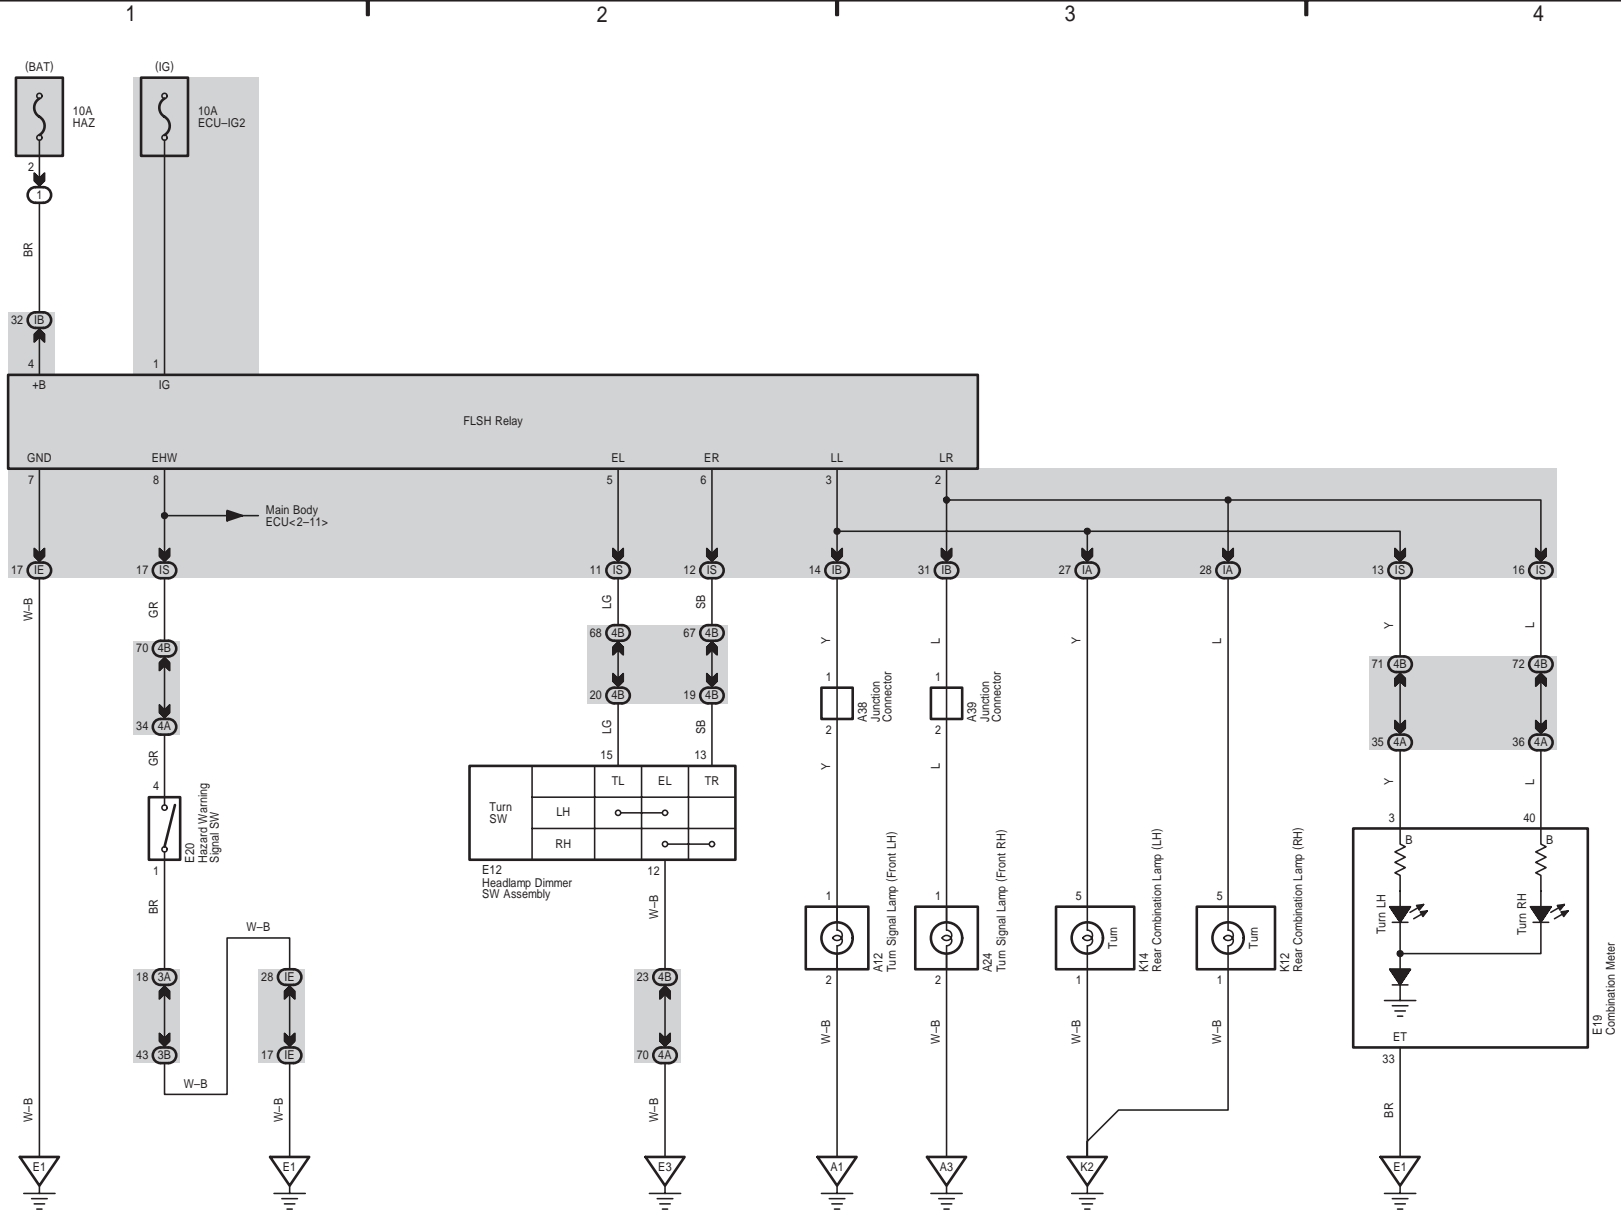 1 2 3 4
(BAT) (IG)
10A
HAZ
10A
ECU–IG2
2
1
BR
32 IB
4 1
+B IG
FLSH Relay
GND EHW EL ER LL LR
7 8 5 6 3 2
Main Body
ECU<2–11>
17 IE 17 IS 11 IS 12 IS 14 IB 31 IB 27 IA 28 IA 13 IS 16 IS
W–B GR LG SB Y L Y L Y L
70 4B 68 4B 67 4B 71 4B 72 4B
1 1
A38
Junction
Connector
A39
Junction
Connector
2 2
20 4B 19 4B
34 4A 35 4A 36 4A
GR LG SB Y L Y L
15 13
4 3 40
E20
Hazard Warning
Signal SW
1
Turn
SW
TL EL TR
LH
RH
E12
Headlamp Dimmer
SW Assembly
12
BR W–B
1 1 5 5
A12
Turn Signal Lamp (Front LH)
A24
Turn Signal Lamp (Front RH)
Turn
K14
Rear Combination Lamp (LH)
Turn
K12
Rear Combination Lamp (RH)
2 2 1 1
B B
Turn LH Turn RH
E19
Combination Meter
ET
33
W–B
18 3A 28 IE 23 4B
43 3B 17 IE 70 4A
W–B W–B W–B W–B
W–B
W–B W–B W–B BR
E1 E1 E3 A1 A3 K2 E1